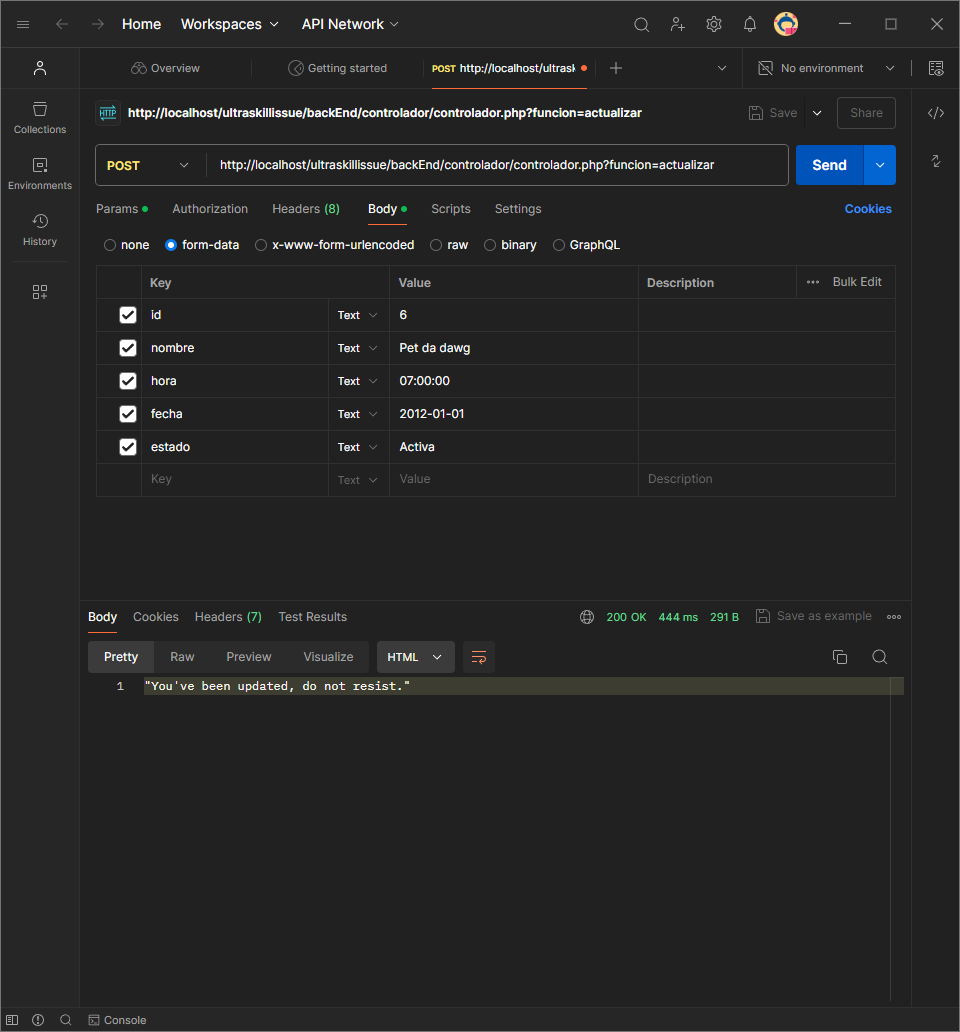 Home Workspaces API Network
Overview Getting started POST http://localhost/ultrask No environment
Collections
Environments
History
HTTP http://localhost/ultraskillissue/backEnd/controlador/controlador.php?funcion=actualizar Save Share
POST http://localhost/ultraskillissue/backEnd/controlador/controlador.php?funcion=actualizar Send
Params Authorization Headers (8) Body Scripts Settings Cookies
none form-data x-www-form-urlencoded raw binary GraphQL
Key Value Description Bulk Edit
id Text 6
nombre Text Pet da dawg
hora Text 07:00:00
fecha Text 2012-01-01
estado Text Activa
Key Text Value Description
Body Cookies Headers (7) Test Results 200 OK 444 ms 291 B Save as example
Pretty Raw Preview Visualize HTML
1 "You've been updated, do not resist."
Console